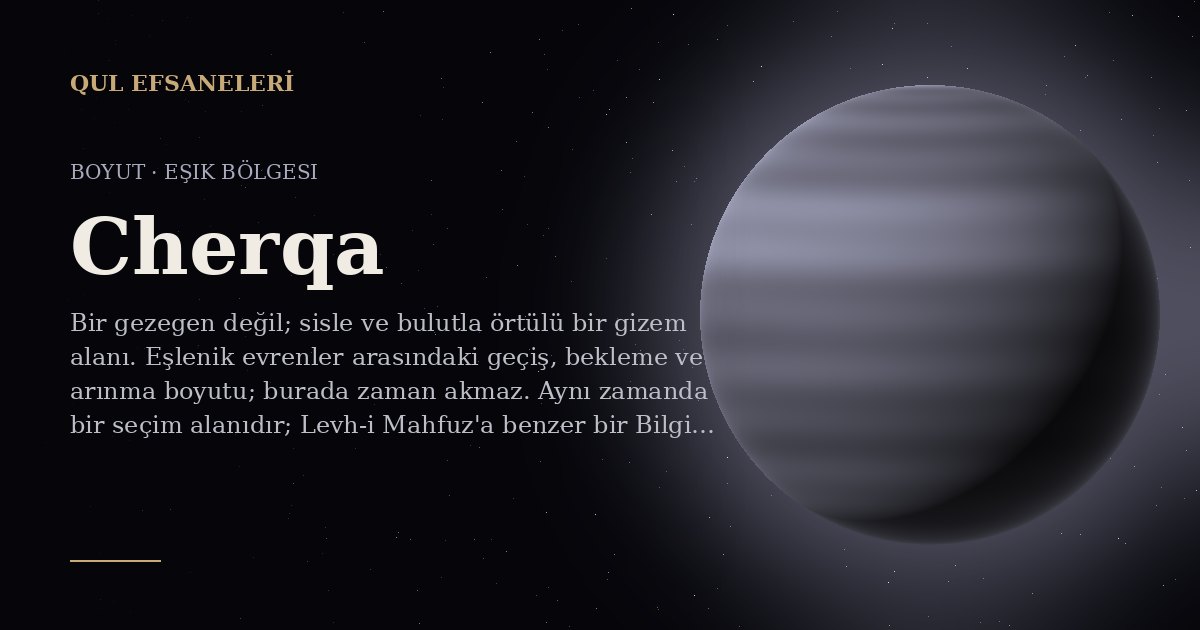 QUL EFSANELERİ
BOYUT · EŞIK BÖLGESI
Cherqa
Bir gezegen değil; sisle ve bulutla örtülü bir gizem
alanı. Eşlenik evrenler arasındaki geçiş, bekleme ve
arınma boyutu; burada zaman akmaz. Aynı zamanda
bir seçim alanıdır; Levh-i Mahfuz'a benzer bir Bilgi...